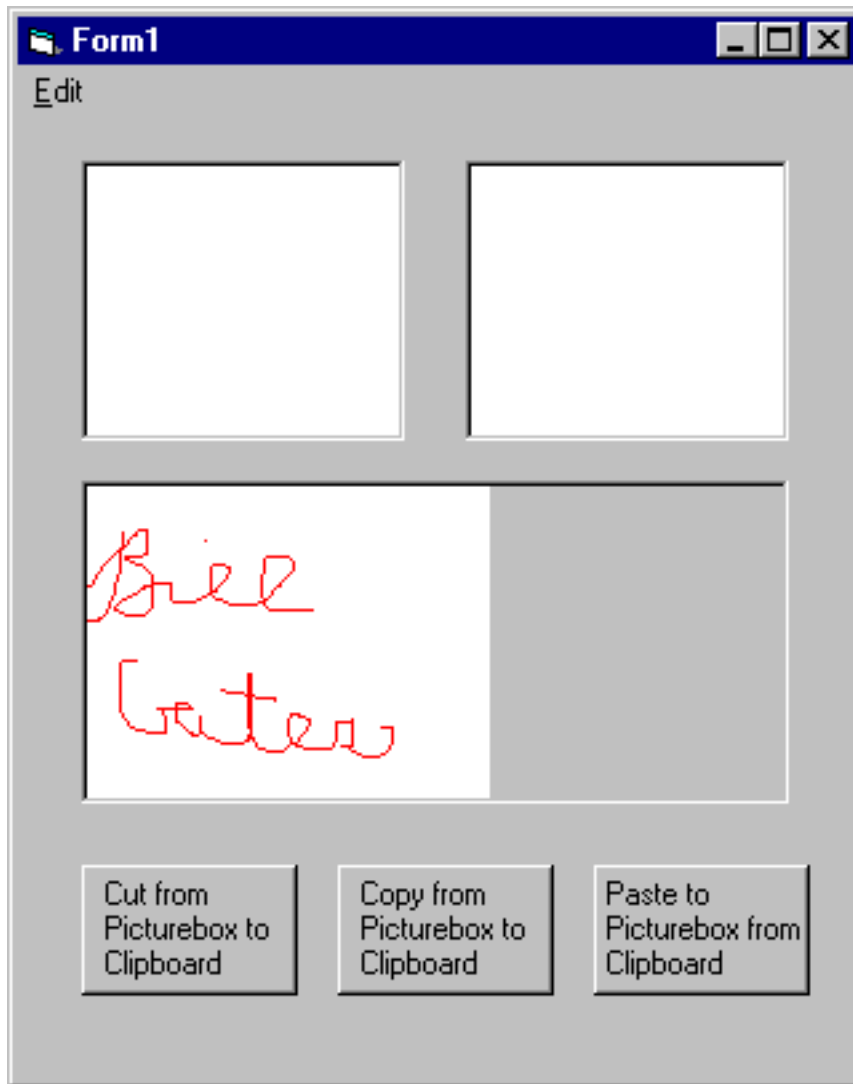 Form1
Edit
Bill
Gates
Cut from
Picturebox to
Clipboard
Copy from
Picturebox to
Clipboard
Paste to
Picturebox from
Clipboard